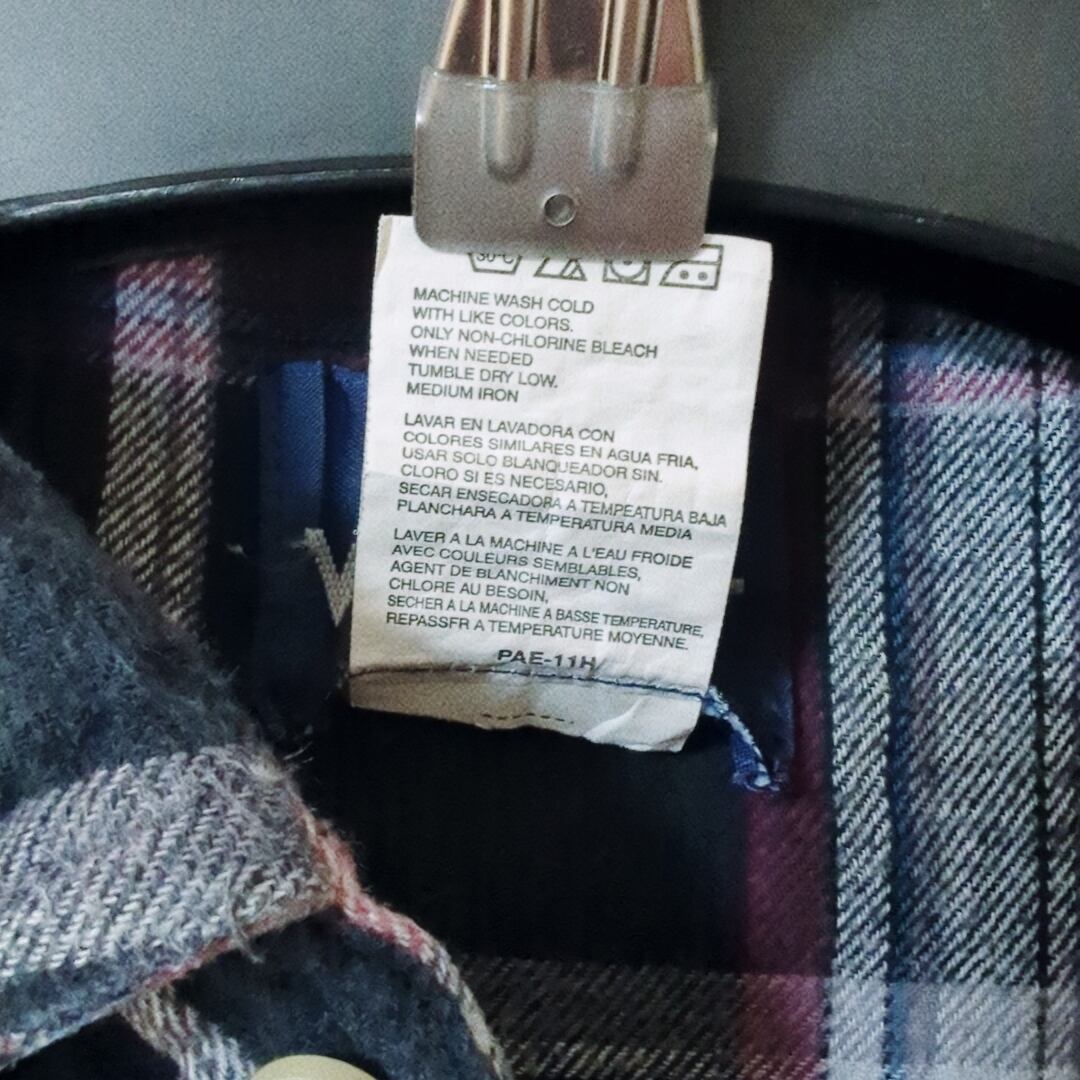 30°C
MACHINE WASH COLD
WITH LIKE COLORS.
ONLY NON-CHLORINE BLEACH
WHEN NEEDED
TUMBLE DRY LOW.
MEDIUM IRON
LAVAR EN LAVADORA CON
COLORES SIMILARES EN AGUA FRIA,
USAR SOLO BLANQUEADOR SIN.
CLORO SI ES NECESARIO,
SECAR ENSECADORA A TEMPEATURA BAJA
PLANCHARA A TEMPERATURA MEDIA
LAVER A LA MACHINE A L'EAU FROIDE
AVEC COULEURS SEMBLABLES,
AGENT DE BLANCHIMENT NON
CHLORE AU BESOIN,
SECHER A LA MACHINE A BASSE TEMPERATURE,
REPASSFR A TEMPERATURE MOYENNE.
PAE-11H